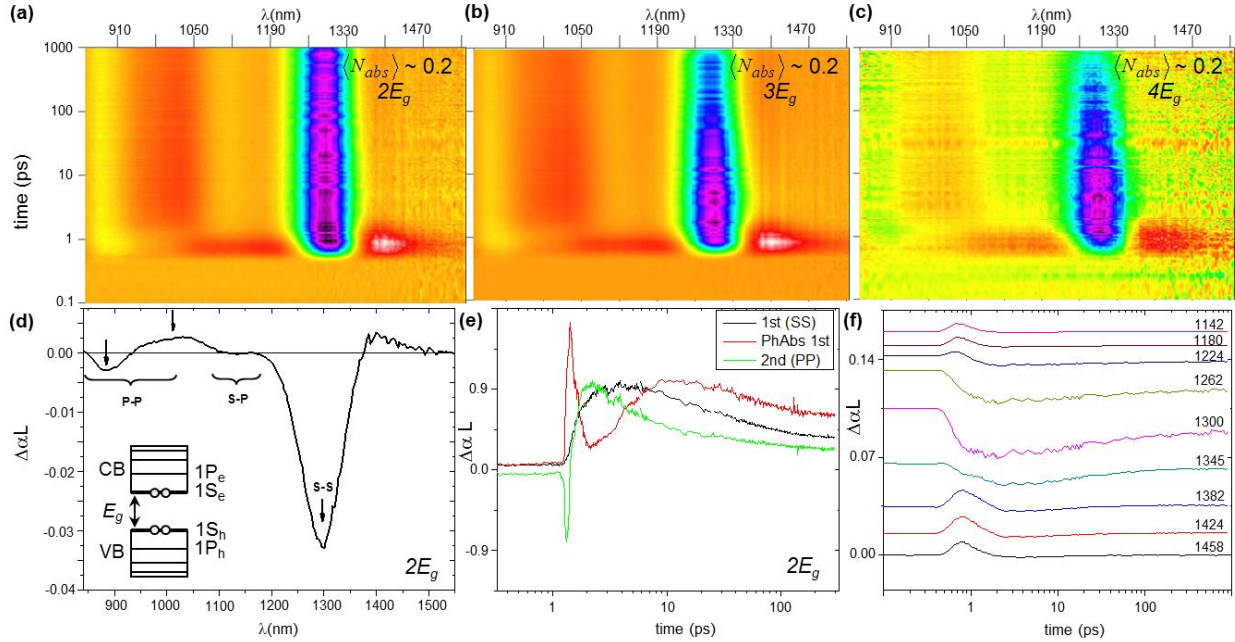 (a)
λ(nm)
910 1050 1190 1330 1470
⟨N_abs⟩ ~ 0.2
2E_g
time (ps)
1000
100
10
1
0.1
(b)
λ(nm)
910 1050 1190 1330 1470
⟨N_abs⟩ ~ 0.2
3E_g
(c)
λ(nm)
910 1050 1190 1330 1470
⟨N_abs⟩ ~ 0.2
4E_g
(d)
ΔαL
0.00
-0.01
-0.02
-0.03
-0.04
P-P
S-P
S-S
CB
1P_e
1S_e
E_g
1S_h
VB
1P_h
2E_g
900 1000 1100 1200 1300 1400 1500
λ(nm)
(e)
1st (SS)
PhAbs 1st
2nd (PP)
Δα L
0.9
0.0
-0.9
2E_g
1 10 100
time (ps)
(f)
Δα L
0.14
0.07
0.00
1142
1180
1224
1262
1300
1345
1382
1424
1458
1 10 100 1000
time (ps)